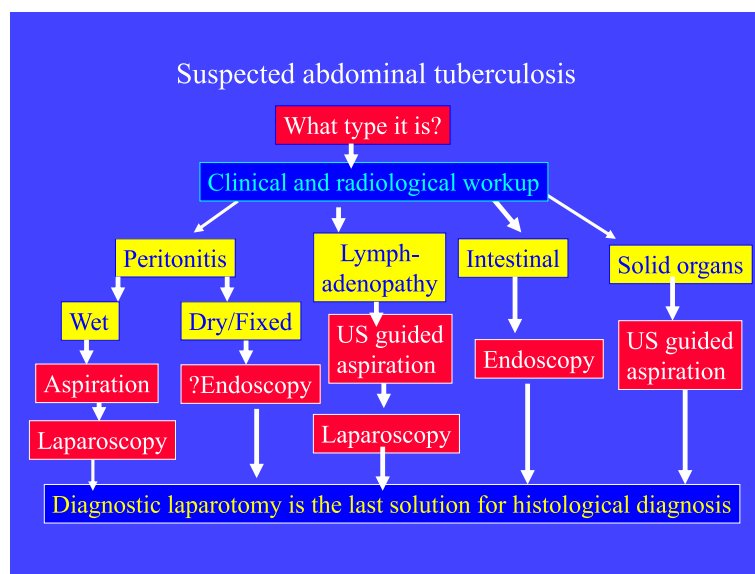 Suspected abdominal tuberculosis
What type it is?
Clinical and radiological workup
Peritonitis
Lymph-
adenopathy
Intestinal
Solid organs
Wet
Dry/Fixed
US guided
aspiration
Endoscopy
US guided
aspiration
Aspiration
?Endoscopy
Laparoscopy
Laparoscopy
Diagnostic laparotomy is the last solution for histological diagnosis